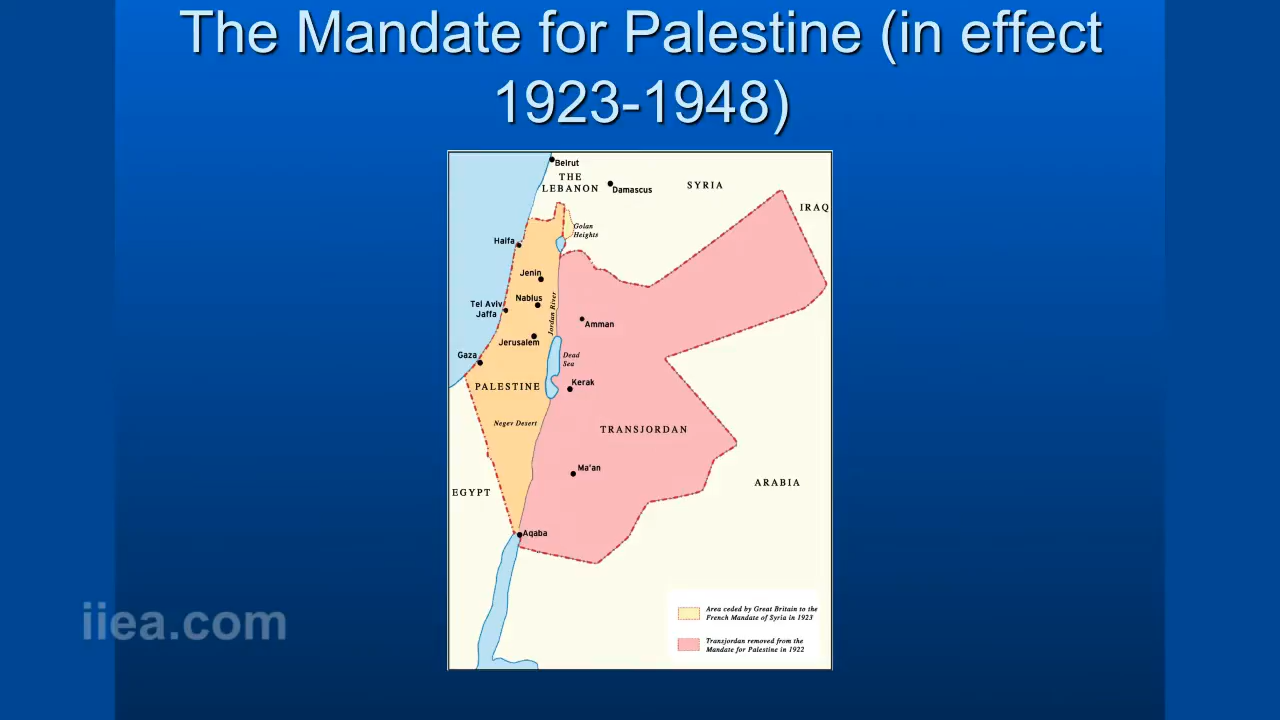 The Mandate for Palestine (in effect
1923-1948)
Beirut
THE
LEBANON
Damascus
SYRIA
IRAQ
Golan
Heights
Haifa
Jenin
Nablus
Jordan River
Tel Aviv
Jaffa
Amman
Jerusalem
Gaza
Dead
Sea
Kerak
PALESTINE
Negev Desert
TRANSJORDAN
Ma'an
ARABIA
EGYPT
Aqaba
Area ceded by Great Britain to the
French Mandate of Syria in 1923
Transjordan removed from the
Mandate for Palestine in 1922
iiea.com